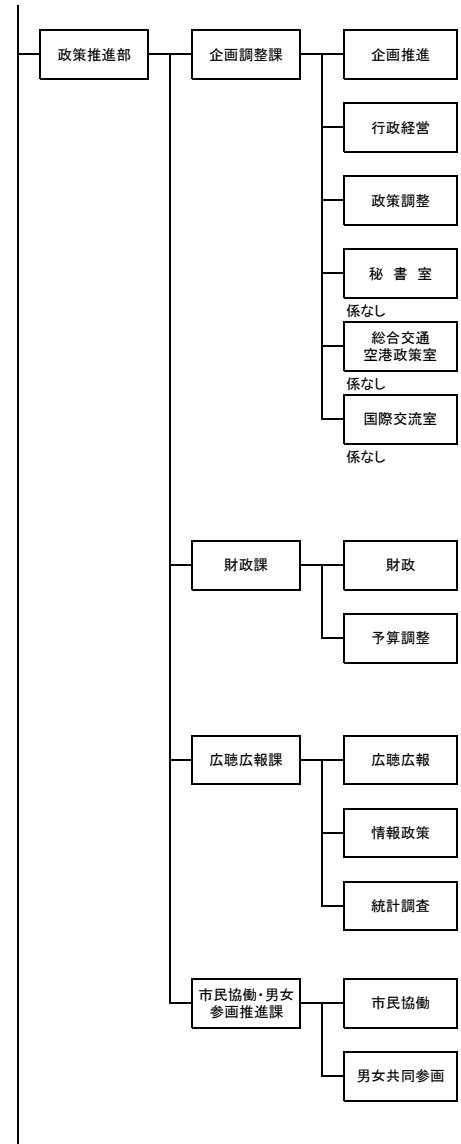 政策推進部
企画調整課
企画推進
行政経営
政策調整
秘 書 室
係なし
総合交通
空港政策室
係なし
国際交流室
係なし
財政課
財政
予算調整
広聴広報課
広聴広報
情報政策
統計調査
市民協働・男女
参画推進課
市民協働
男女共同参画